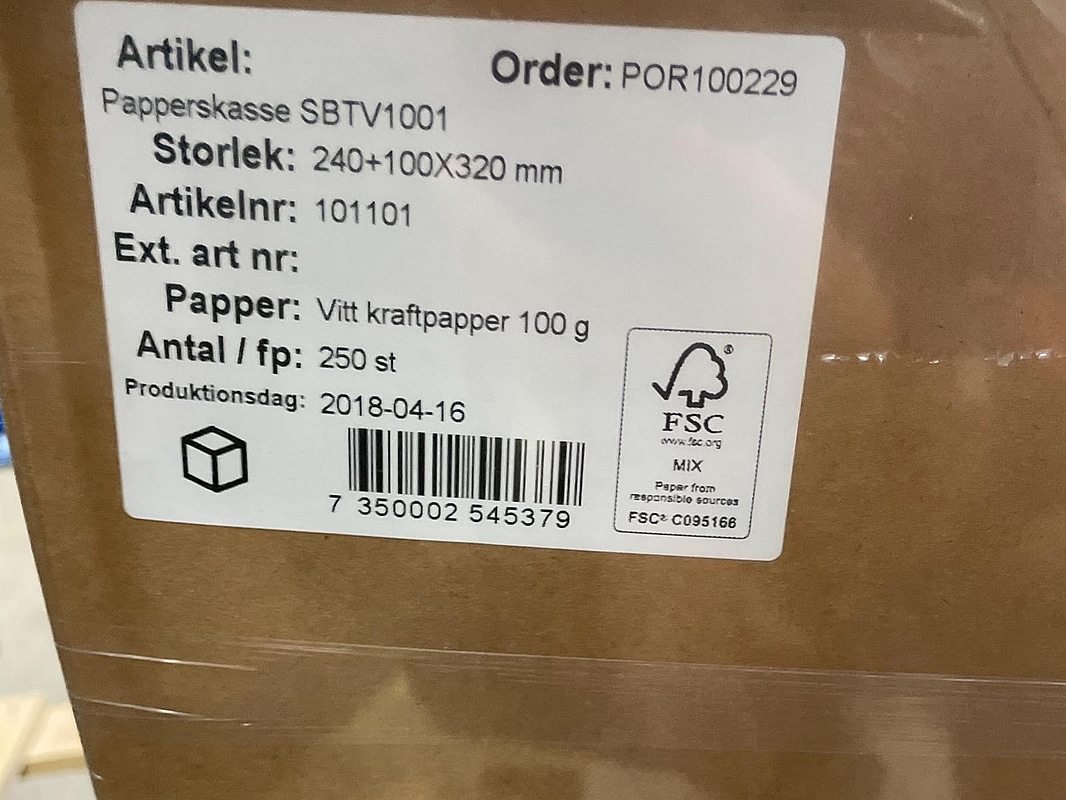 Artikel:
Order: POR100229
Papperskasse SBTV1001
Storlek: 240+100X320 mm
Artikelnr: 101101
Ext. art nr:
Papper: Vitt kraftpapper 100 g
Antal / fp: 250 st
Produktionsdag: 2018-04-16
7 350002 545379
®
FSC
www.fsc.org
MIX
Paper from
responsible sources
FSC® C095166